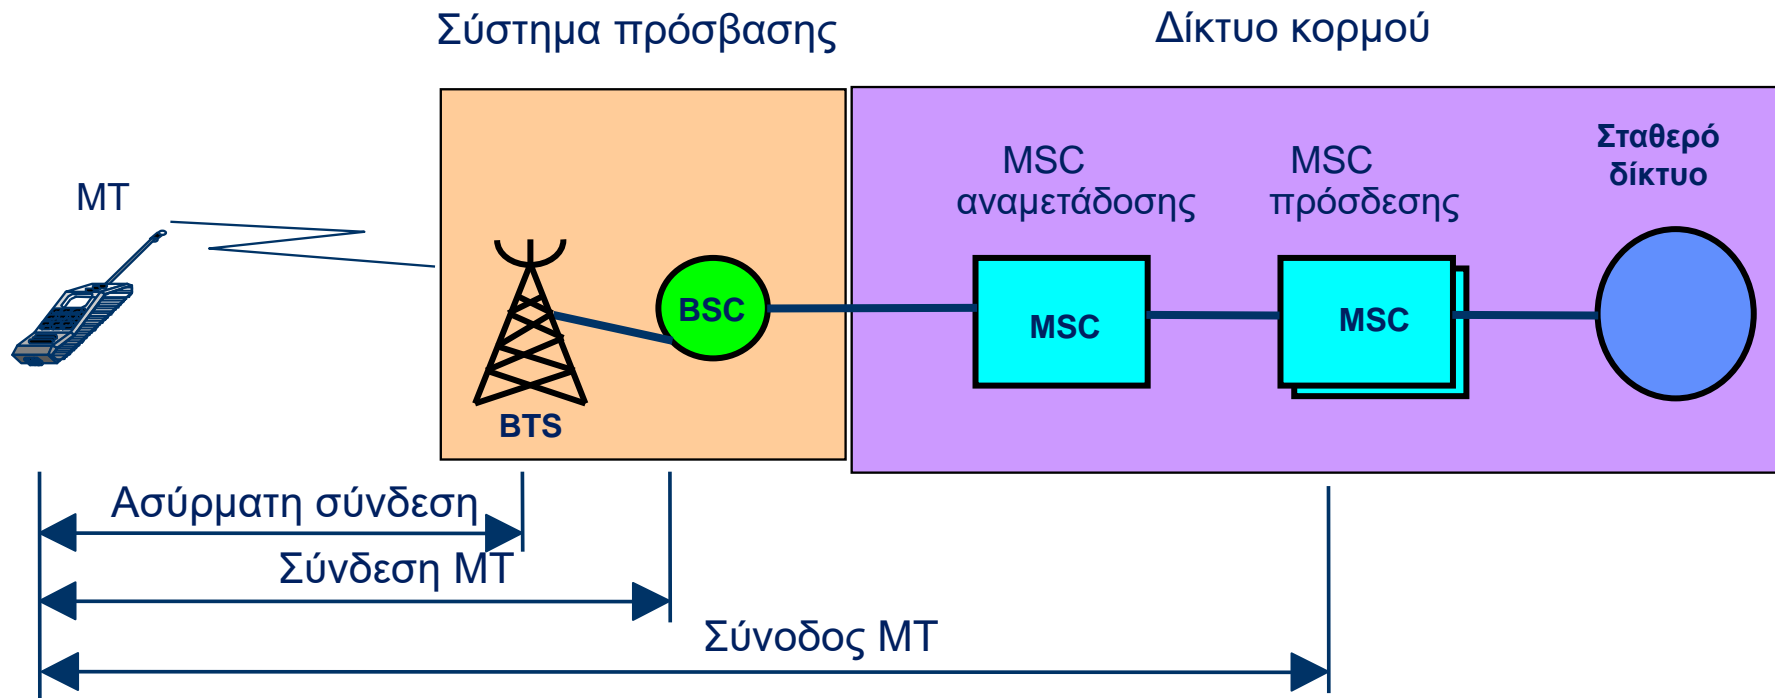 Σύστημα πρόσβασης
Δίκτυο κορμού
MT
MSC
αναμετάδοσης
MSC
πρόσδεσης
Σταθερό
δίκτυο
BSC
MSC
MSC
BTS
Ασύρματη σύνδεση
Σύνδεση MT
Σύνοδος MT